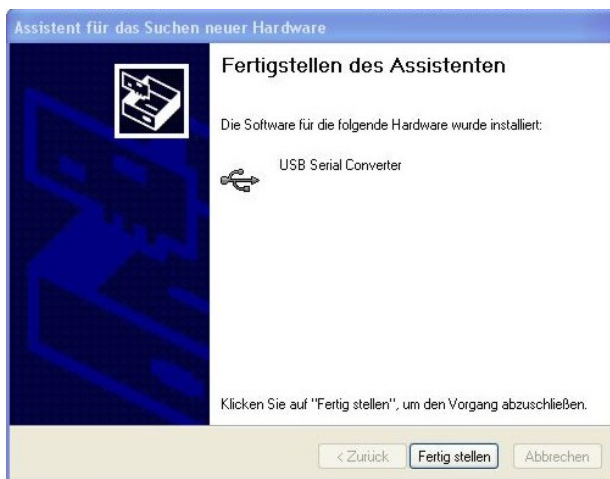 Assistent für das Suchen neuer Hardware
Fertigstellen des Assistenten
Die Software für die folgende Hardware wurde installiert:
USB Serial Converter
Klicken Sie auf "Fertig stellen", um den Vorgang abzuschließen.
< Zurück Fertig stellen Abbrechen